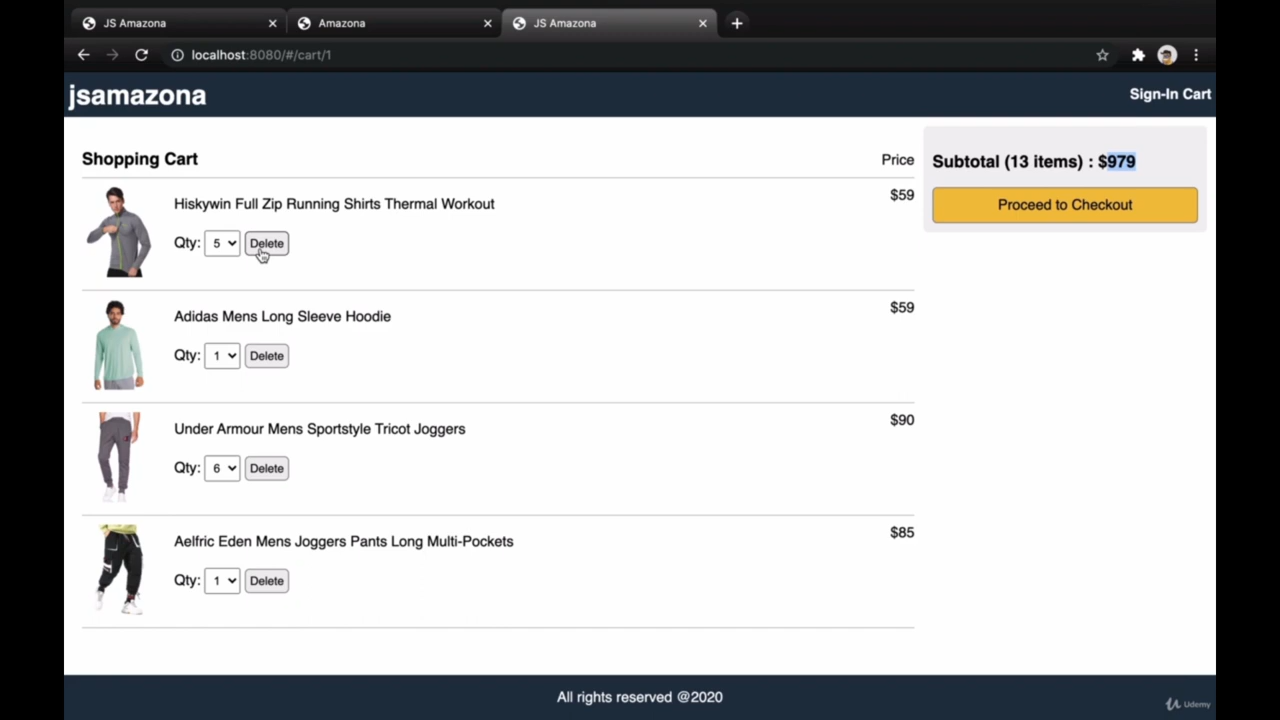 JS Amazona
Amazona
JS Amazona
localhost:8080/#/cart/1
jsamazona
Sign-In Cart
Shopping Cart
Price
Subtotal (13 items) : $979
Proceed to Checkout
Hiskywin Full Zip Running Shirts Thermal Workout
$59
Qty: 5 Delete
Adidas Mens Long Sleeve Hoodie
$59
Qty: 1 Delete
Under Armour Mens Sportstyle Tricot Joggers
$90
Qty: 6 Delete
Aelfric Eden Mens Joggers Pants Long Multi-Pockets
$85
Qty: 1 Delete
All rights reserved @2020
Udemy